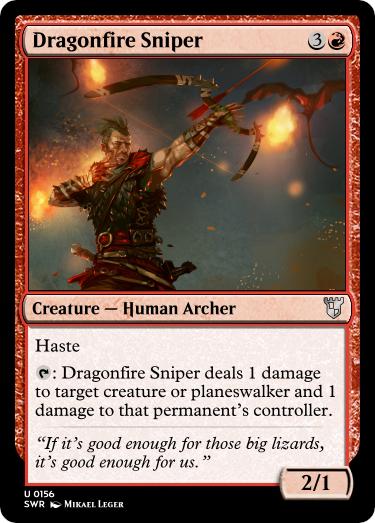 Dragonfire Sniper 3
Creature — Human Archer
Haste
: Dragonfire Sniper deals 1 damage
to target creature or planeswalker and 1
damage to that permanent's controller.
“If it's good enough for those big lizards,
it's good enough for us.”
2/1
U 0156
SWR Mikael Leger